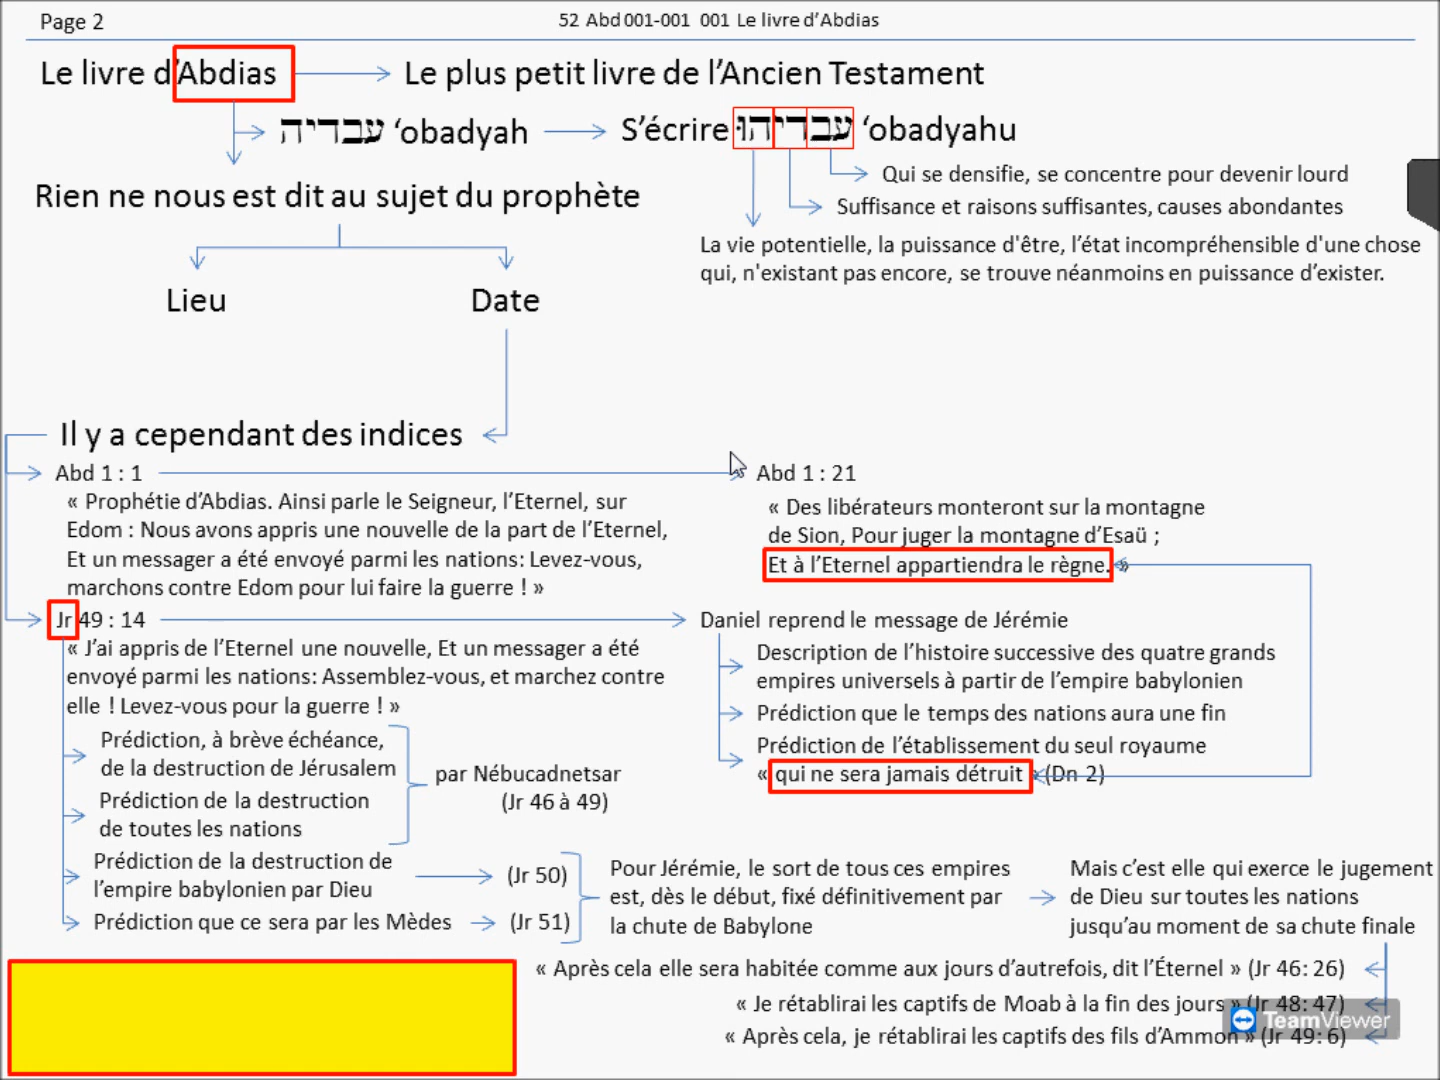 Page 2
52 Abd 001-001 001 Le livre d’Abdias
Le livre d’Abdias
Le plus petit livre de l’Ancien Testament
עבדיה ‘obadyah
S’écrire עבדיהוּ ‘obadyahu
Qui se densifie, se concentre pour devenir lourd
Suffisance et raisons suffisantes, causes abondantes
La vie potentielle, la puissance d'être, l’état incompréhensible d'une chose
qui, n'existant pas encore, se trouve néanmoins en puissance d’exister.
Rien ne nous est dit au sujet du prophète
Lieu
Date
Il y a cependant des indices
Abd 1 : 1
« Prophétie d’Abdias. Ainsi parle le Seigneur, l’Eternel, sur
Edom : Nous avons appris une nouvelle de la part de l’Eternel,
Et un messager a été envoyé parmi les nations: Levez-vous,
marchons contre Edom pour lui faire la guerre ! »
Abd 1 : 21
« Des libérateurs monteront sur la montagne
de Sion, Pour juger la montagne d’Esaü ;
Et à l’Eternel appartiendra le règne. »
Jr 49 : 14
« J’ai appris de l’Eternel une nouvelle, Et un messager a été
envoyé parmi les nations: Assemblez-vous, et marchez contre
elle ! Levez-vous pour la guerre ! »
Daniel reprend le message de Jérémie
Description de l’histoire successive des quatre grands
empires universels à partir de l’empire babylonien
Prédiction que le temps des nations aura une fin
Prédiction de l’établissement du seul royaume
« qui ne sera jamais détruit » (Dn 2)
Prédiction, à brève échéance,
de la destruction de Jérusalem
Prédiction de la destruction
de toutes les nations
par Nébucadnetsar
(Jr 46 à 49)
Prédiction de la destruction de
l’empire babylonien par Dieu
(Jr 50)
Prédiction que ce sera par les Mèdes
(Jr 51)
Pour Jérémie, le sort de tous ces empires
est, dès le début, fixé définitivement par
la chute de Babylone
Mais c’est elle qui exerce le jugement
de Dieu sur toutes les nations
jusqu’au moment de sa chute finale
« Après cela elle sera habitée comme aux jours d’autrefois, dit l’Éternel » (Jr 46: 26)
« Je rétablirai les captifs de Moab à la fin des jours » (Jr 48: 47)
« Après cela, je rétablirai les captifs des fils d’Ammon » (Jr 49: 6)
TeamViewer